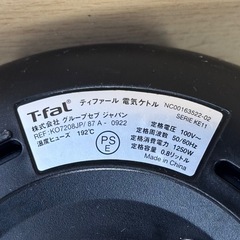 T-fal ティファール 電気ケトル NC00163522-02
株式会社 グループセブ ジャパン SERIE KE11
REF: KO7208JP/ 87 A - 0922
温度ヒューズ 192℃
PS
E
定格電圧 100V~
定格周波数 50/60Hz
定格消費電力 1250W
定格容量 0.8リットル
Made in China